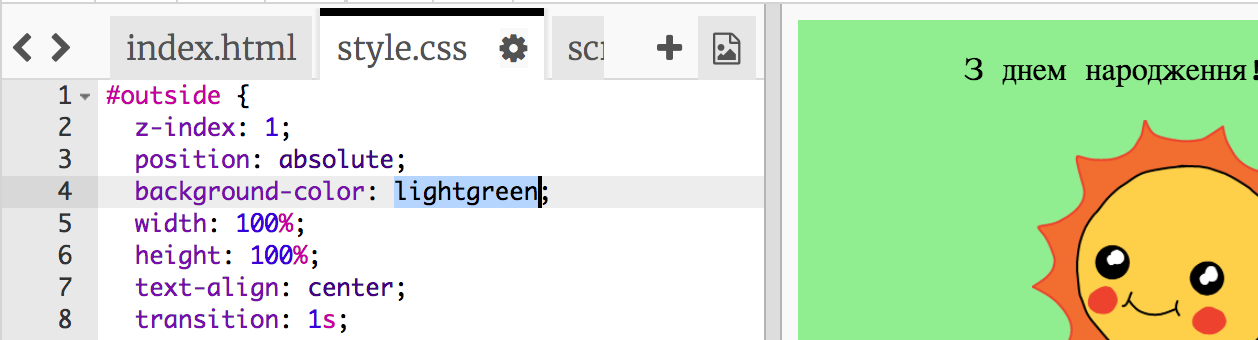 index.html style.css scr
З днем народження!
1 #outside {
2 z-index: 1;
3 position: absolute;
4 background-color: lightgreen;
5 width: 100%;
6 height: 100%;
7 text-align: center;
8 transition: 1s;